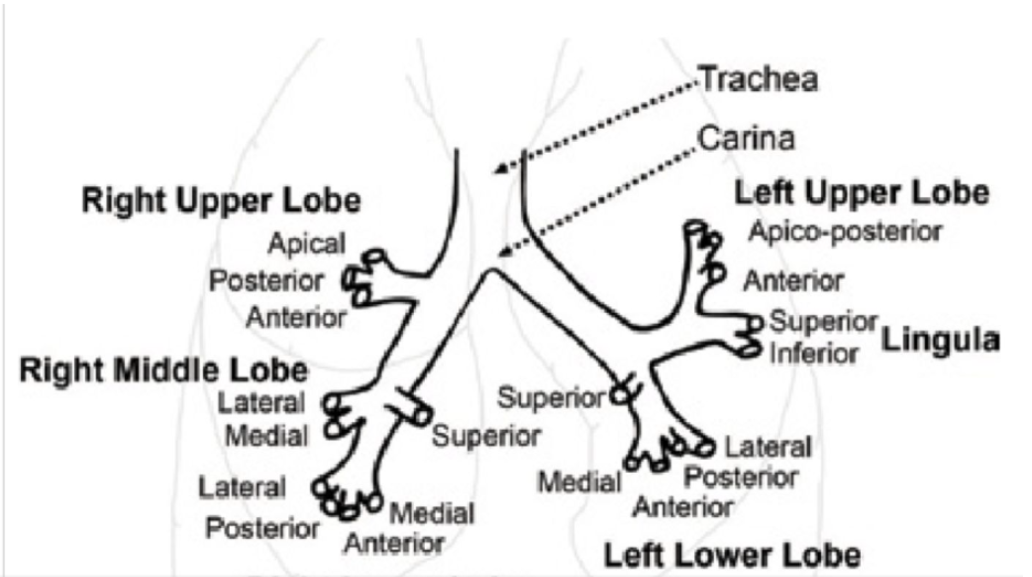 Trachea
Carina
Right Upper Lobe
Apical
Posterior
Anterior
Right Middle Lobe
Lateral
Medial
Superior
Lateral
Posterior
Anterior
Medial
Left Upper Lobe
Apico-posterior
Anterior
Superior
Inferior
Lingula
Superior
Medial
Anterior
Posterior
Lateral
Left Lower Lobe